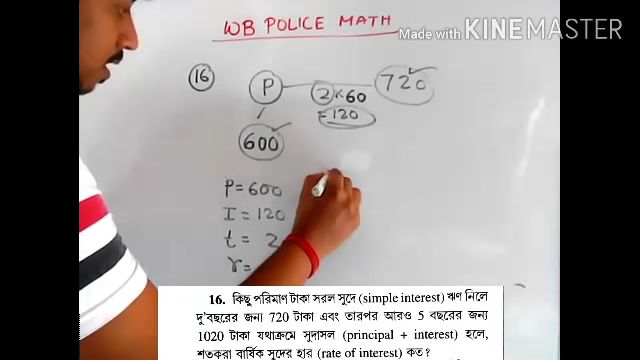 WB POLICE MATH
Made with KINEMASTER
16
P
2 × 60
= 120
720
600
P = 600
I = 120
t = 2
r =
16. কিছু পরিমাণ টাকা সরল সুদে (simple interest) ঋণ নিলে
দু'বছরের জন্য 720 টাকা এবং তারপর আরও 5 বছরের জন্য
1020 টাকা যথাক্রমে সুদাসল (principal + interest) হলে,
শতকরা বার্ষিক সুদের হার (rate of interest) কত?